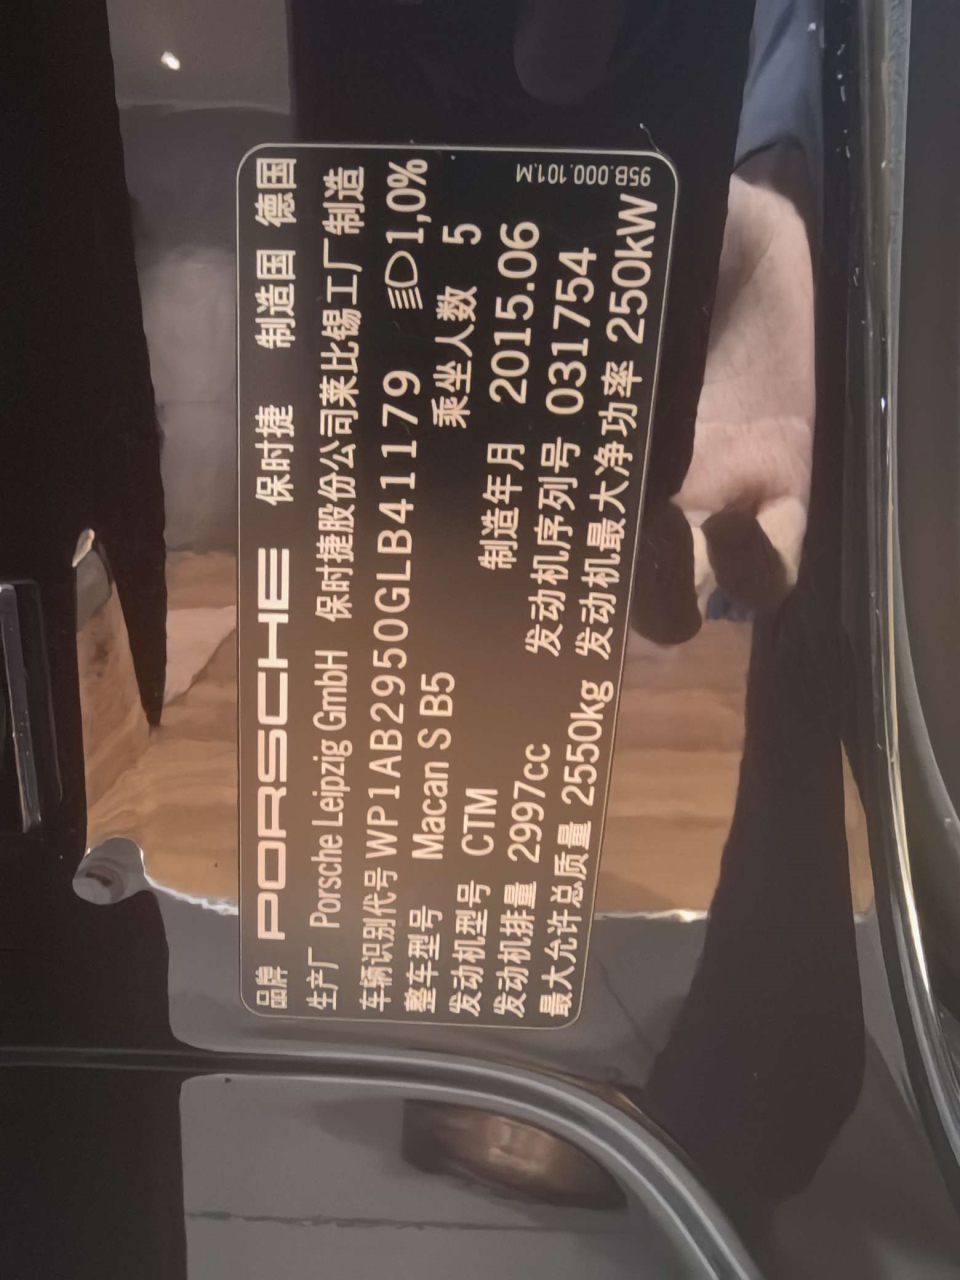 品牌 PORSCHE 保时捷 制造国 德国
生产厂 Porsche Leipzig GmbH 保时捷股份公司莱比锡工厂制造
车辆识别代号 WP1AB2950GLB41179 1,0%
整车型号 Macan S B5 乘坐人数 5
发动机型号 CTM 制造年月 2015.06
发动机排量 2997cc 发动机序列号 031754
最大允许总质量 2550kg 发动机最大净功率 250kW
95B.000.101.M